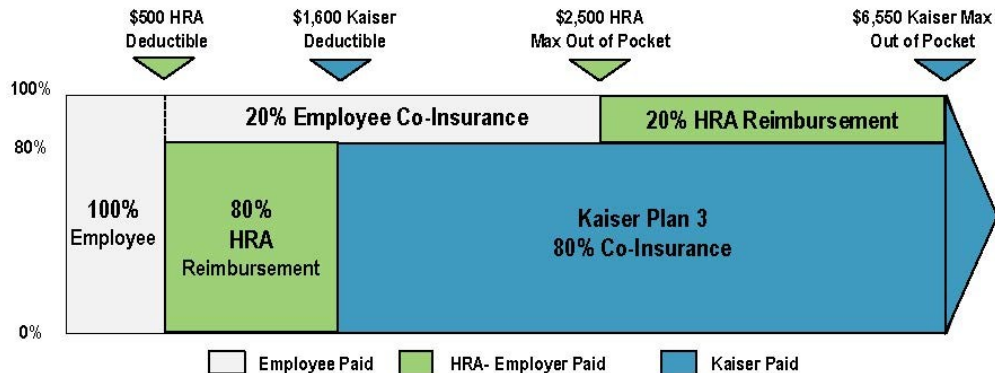 $500 HRA
Deductible
$1,600 Kaiser
Deductible
$2,500 HRA
Max Out of Pocket
$6,550 Kaiser Max
Out of Pocket
100%
80%
0%
20% Employee Co-Insurance
20% HRA Reimbursement
100%
Employee
80%
HRA
Reimbursement
Kaiser Plan 3
80% Co-Insurance
Employee Paid
HRA- Employer Paid
Kaiser Paid